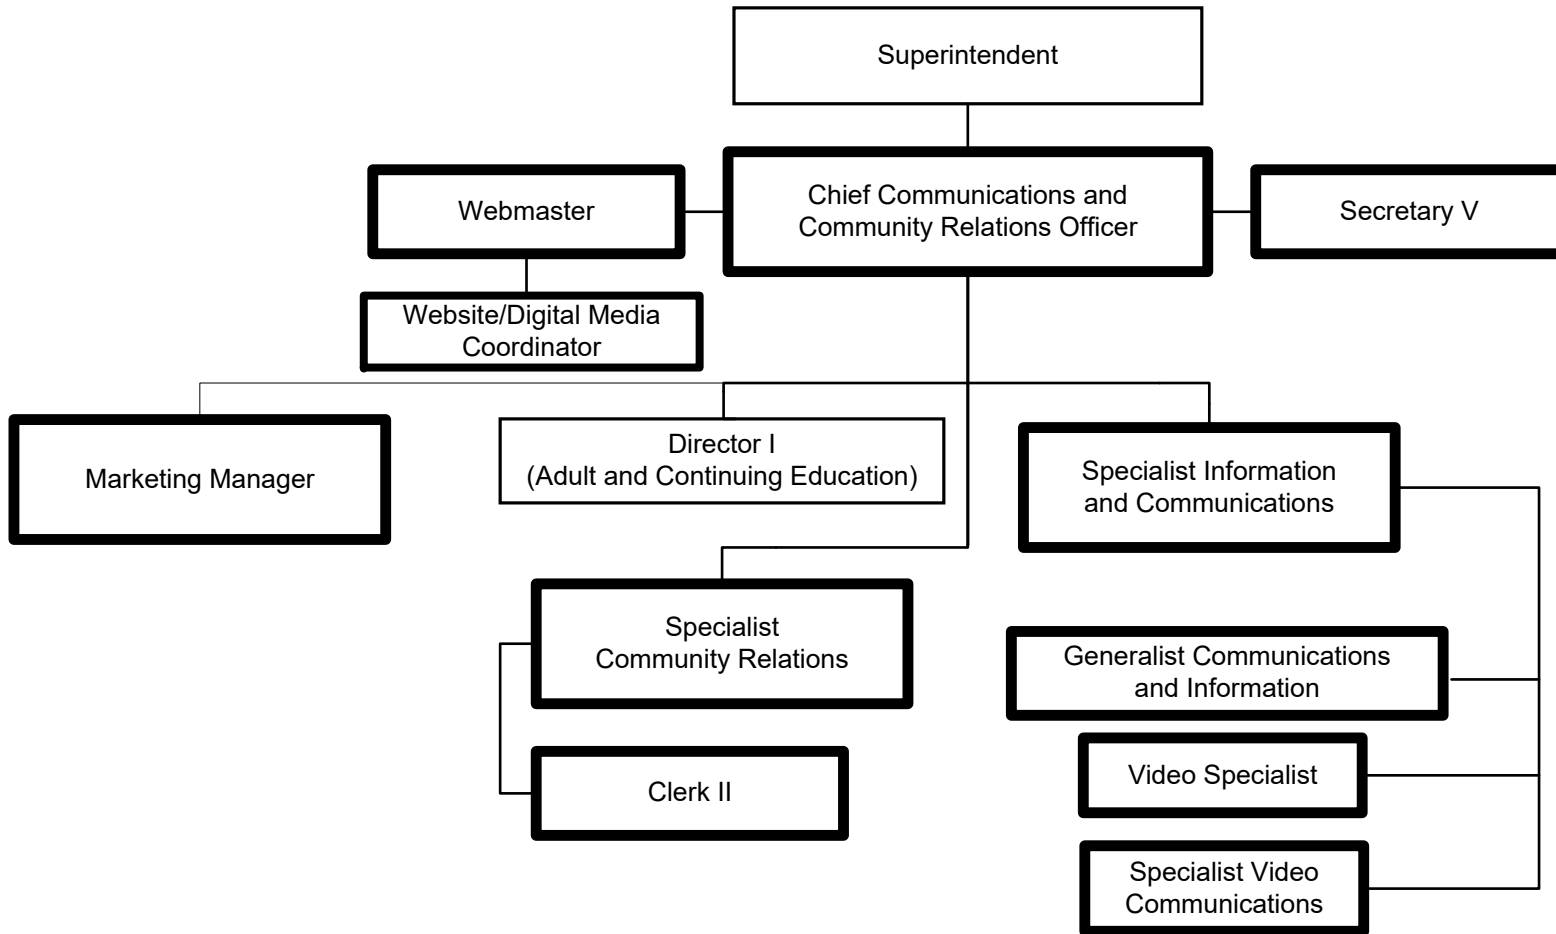 Superintendent
Chief Communications and
Community Relations Officer
Webmaster
Secretary V
Website/Digital Media
Coordinator
Marketing Manager
Director I
(Adult and Continuing Education)
Specialist Information
and Communications
Specialist
Community Relations
Generalist Communications
and Information
Video Specialist
Clerk II
Specialist Video
Communications